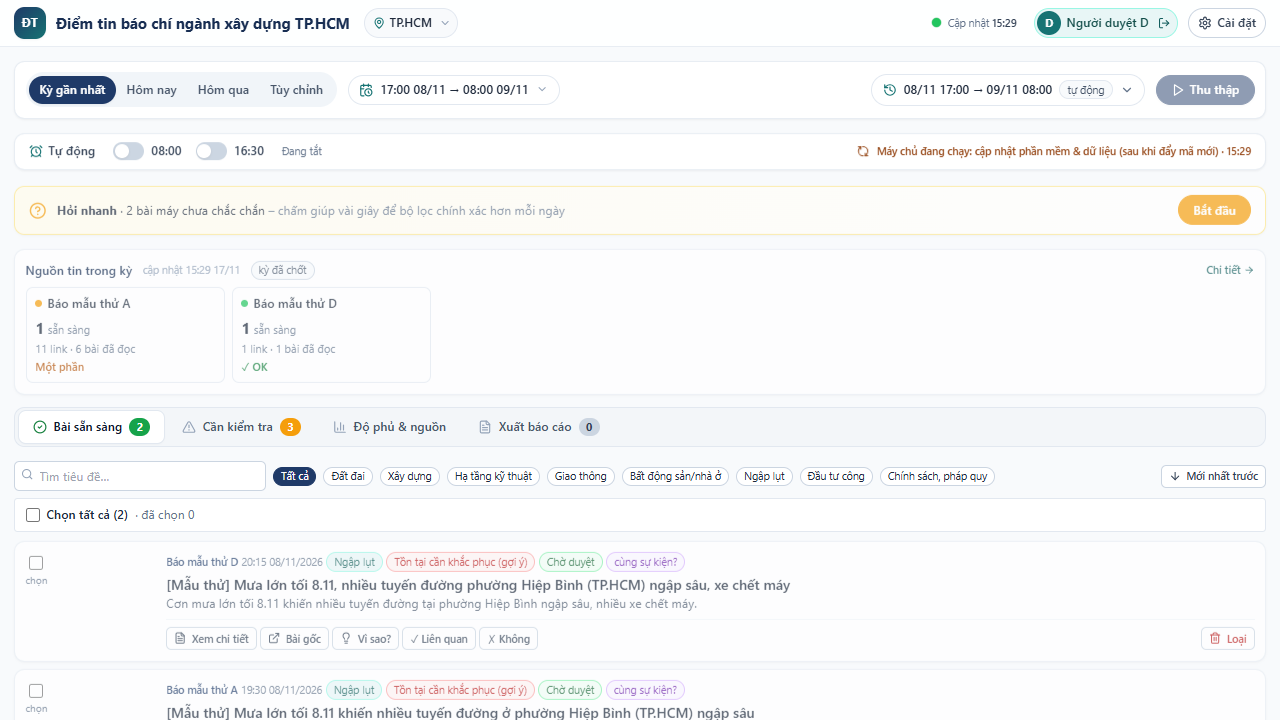 ĐT Điểm tin báo chí ngành xây dựng TP.HCM TP.HCM Cập nhật 15:29 D Người duyệt D Cài đặt
Kỳ gần nhất Hôm nay Hôm qua Tùy chỉnh 17:00 08/11 → 08:00 09/11 08/11 17:00 → 09/11 08:00 tự động Thu thập
Tự động 08:00 16:30 Đang tắt Máy chủ đang chạy: cập nhật phần mềm & dữ liệu (sau khi đẩy mã mới) · 15:29
Hỏi nhanh · 2 bài máy chưa chắc chắn – chấm giúp vài giây để bộ lọc chính xác hơn mỗi ngày Bắt đầu
Nguồn tin trong kỳ cập nhật 15:29 17/11 kỳ đã chốt Chi tiết →
Báo mẫu thử A
1 sẵn sàng
11 link · 6 bài đã đọc
Một phần
Báo mẫu thử D
1 sẵn sàng
1 link · 1 bài đã đọc
✓ OK
Bài sẵn sàng 2 Cần kiểm tra 3 Độ phủ & nguồn Xuất báo cáo 0
Tìm tiêu đề... Tất cả Đất đai Xây dựng Hạ tầng kỹ thuật Giao thông Bất động sản/nhà ở Ngập lụt Đầu tư công Chính sách, pháp quy ↓ Mới nhất trước
Chọn tất cả (2) · đã chọn 0
chọn
Báo mẫu thử D 20:15 08/11/2026 Ngập lụt Tồn tại cần khắc phục (gợi ý) Chờ duyệt cùng sự kiện?
[Mẫu thử] Mưa lớn tối 8.11, nhiều tuyến đường phường Hiệp Bình (TP.HCM) ngập sâu, xe chết máy
Cơn mưa lớn tối 8.11 khiến nhiều tuyến đường tại phường Hiệp Bình ngập sâu, nhiều xe chết máy.
Xem chi tiết Bài gốc Vì sao? ✓ Liên quan ✗ Không Loại
chọn
Báo mẫu thử A 19:30 08/11/2026 Ngập lụt Tồn tại cần khắc phục (gợi ý) Chờ duyệt cùng sự kiện?
[Mẫu thử] Mưa lớn tối 8.11 khiến nhiều tuyến đường ở phường Hiệp Bình (TP.HCM) ngập sâu